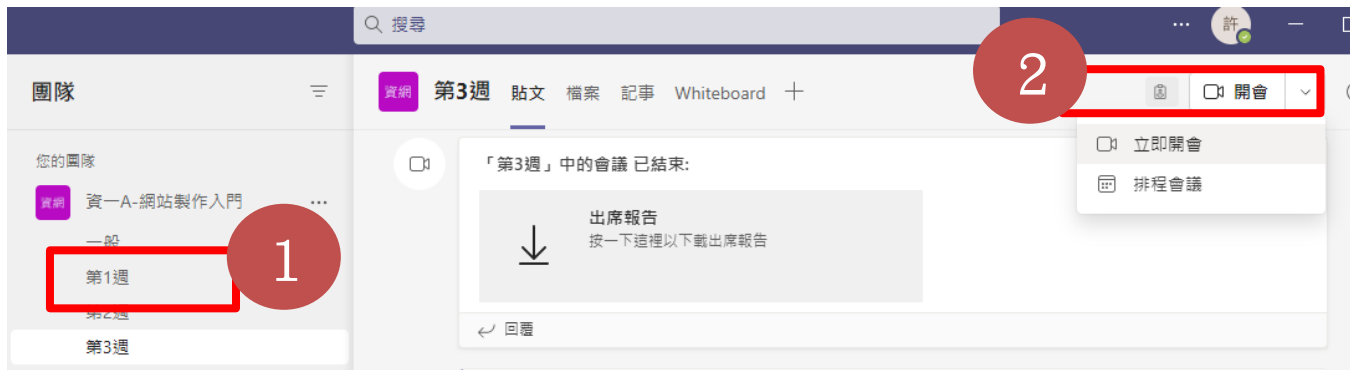 搜尋
許
團隊
資網 第3週 貼文 檔案 記事 Whiteboard
2
開會
立即開會
排程會議
您的團隊
資網 資一A-網站製作入門
一般
第1週
1
第2週
第3週
「第3週」中的會議 已結束:
出席報告
按一下這裡以下載出席報告
回覆